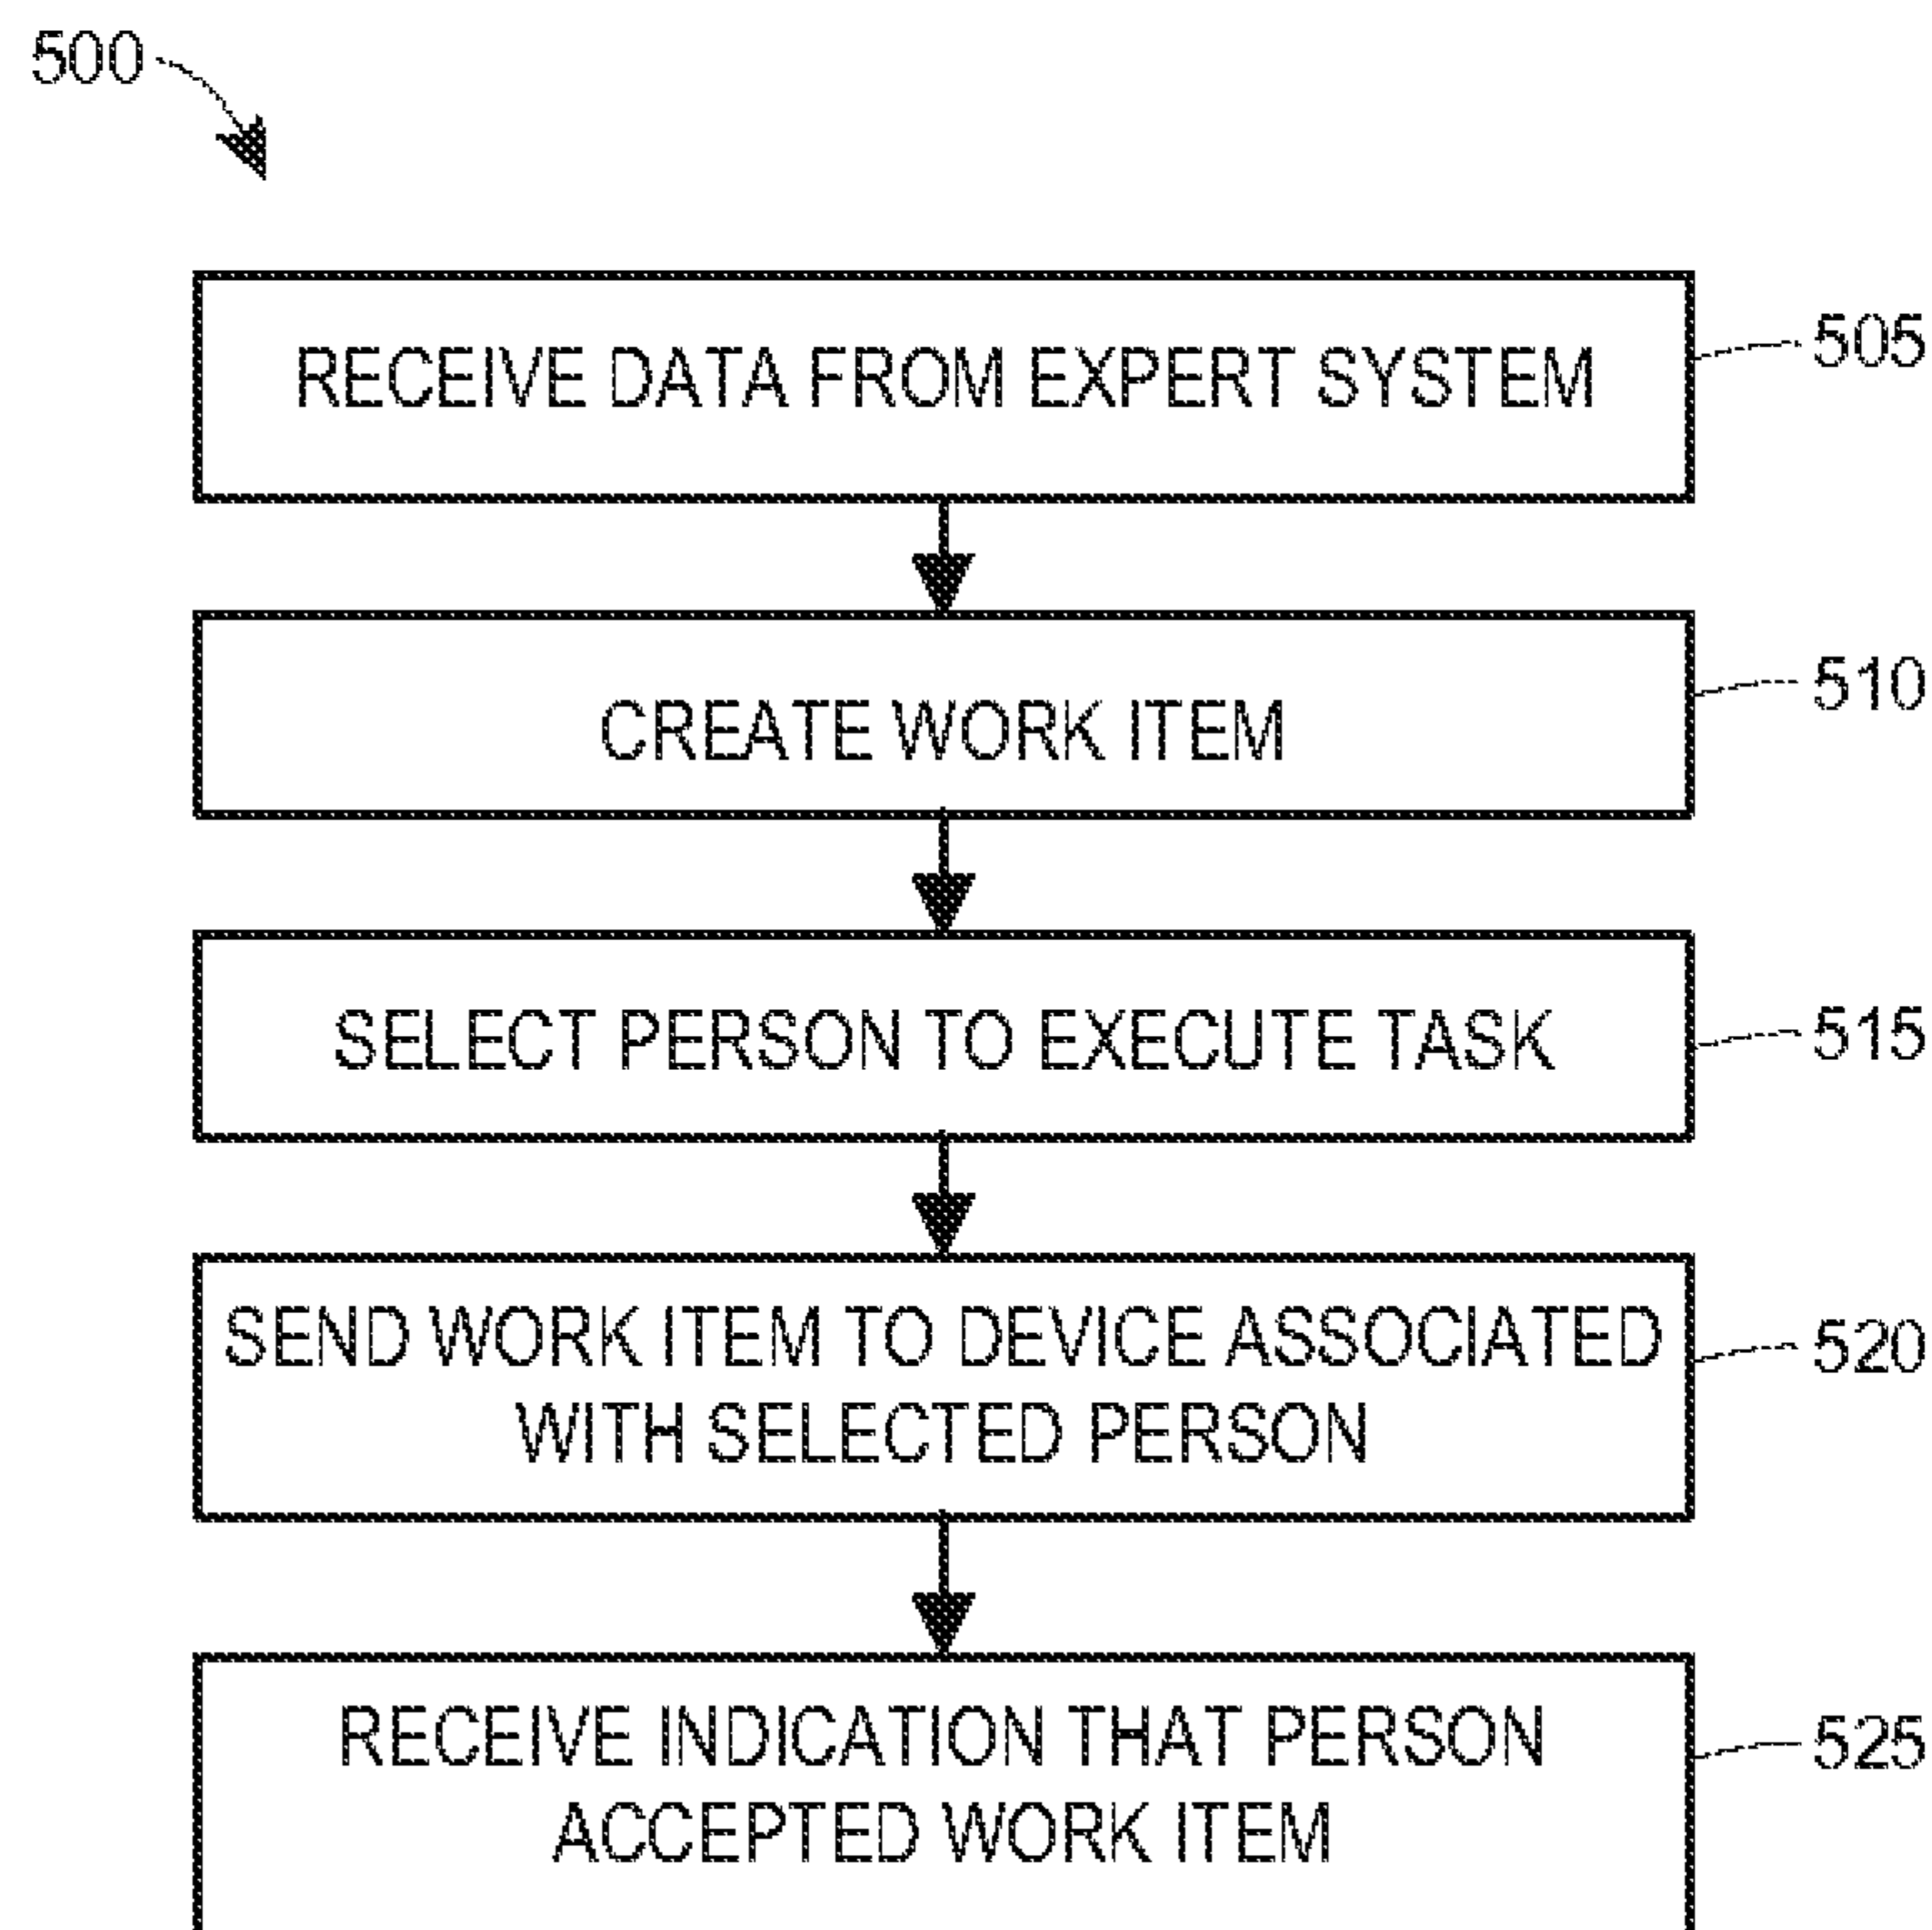 500
RECEIVE DATA FROM EXPERT SYSTEM
505
CREATE WORK ITEM
510
SELECT PERSON TO EXECUTE TASK
515
SEND WORK ITEM TO DEVICE ASSOCIATED
WITH SELECTED PERSON
520
RECEIVE INDICATION THAT PERSON
ACCEPTED WORK ITEM
525